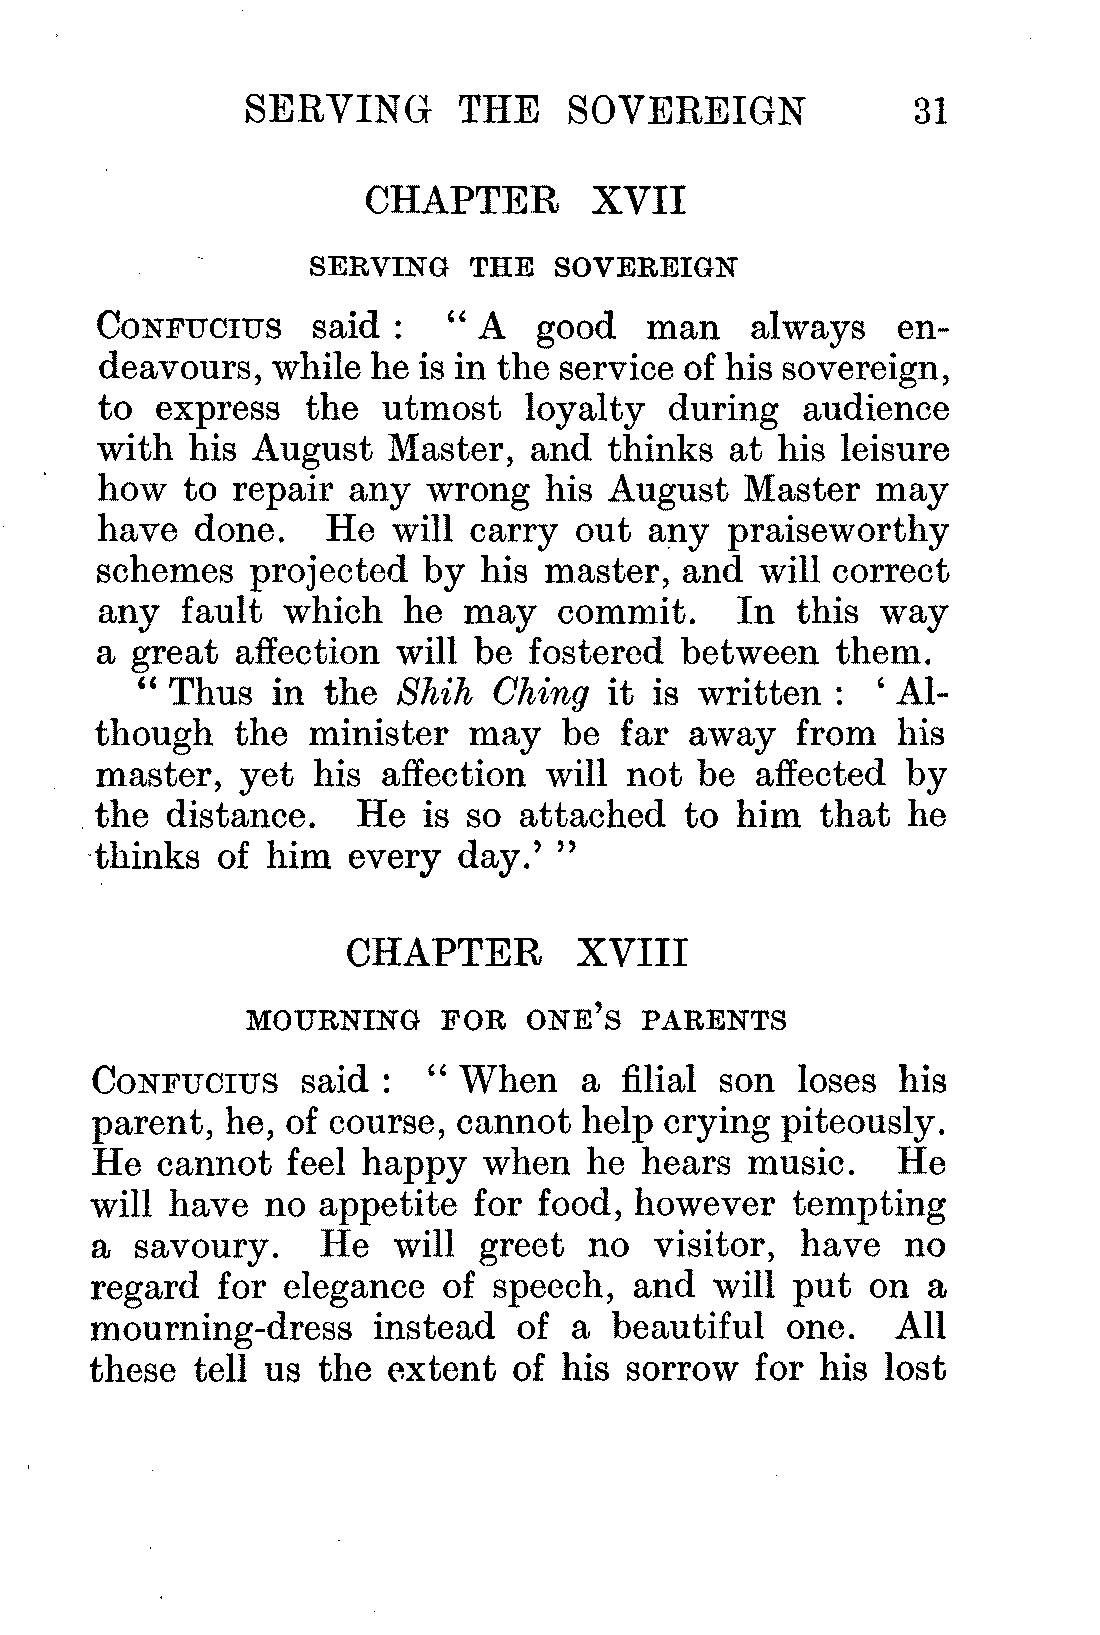 SERVING THE SOVEREIGN 31
CHAPTER XVII
SERVING THE SOVEREIGN
CONFUCIUS said : “ A good man always en-
deavours, while he is in the service of his sovereign,
to express the utmost loyalty during audience
with his August Master, and thinks at his leisure
how to repair any wrong his August Master may
have done. He will carry out any praiseworthy
schemes projected by his master, and will correct
any fault which he may commit. In this way
a great affection will be fostered between them.
“ Thus in the Shih Ching it is written : ‘ Al-
though the minister may be far away from his
master, yet his affection will not be affected by
the distance. He is so attached to him that he
thinks of him every day.’ ”
CHAPTER XVIII
MOURNING FOR ONE’S PARENTS
CONFUCIUS said : “ When a filial son loses his
parent, he, of course, cannot help crying piteously.
He cannot feel happy when he hears music. He
will have no appetite for food, however tempting
a savoury. He will greet no visitor, have no
regard for elegance of speech, and will put on a
mourning-dress instead of a beautiful one. All
these tell us the extent of his sorrow for his lost